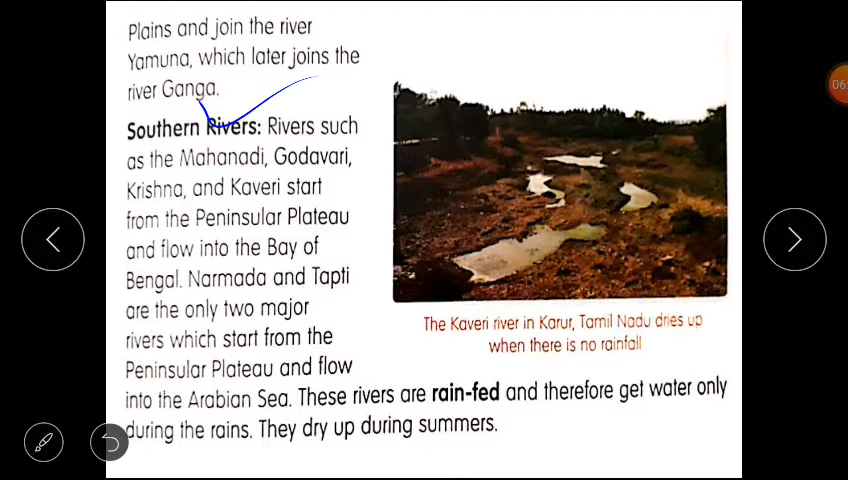 Plains and join the river
Yamuna, which later joins the
river Ganga.
Southern Rivers: Rivers such
as the Mahanadi, Godavari,
Krishna, and Kaveri start
from the Peninsular Plateau
and flow into the Bay of
Bengal. Narmada and Tapti
are the only two major
rivers which start from the
Peninsular Plateau and flow
into the Arabian Sea. These rivers are rain-fed and therefore get water only
during the rains. They dry up during summers.
The Kaveri river in Karur, Tamil Nadu dries up
when there is no rainfall